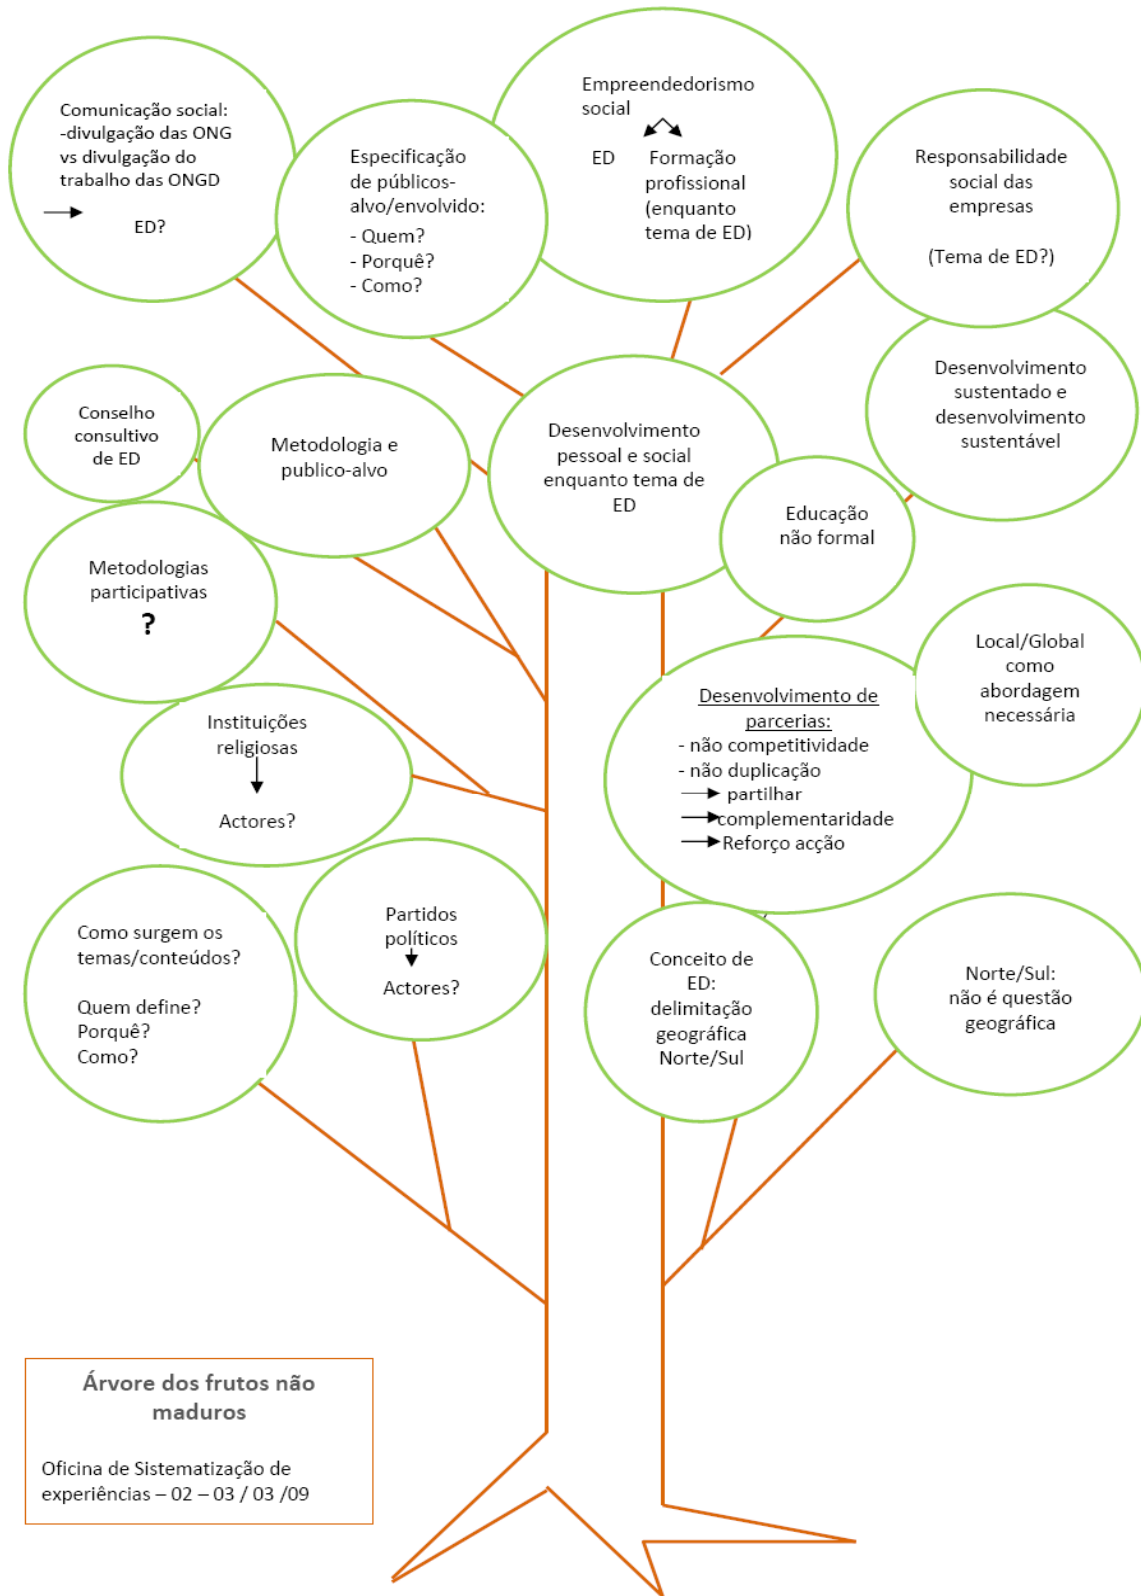 Comunicação social:
-divulgação das ONG
vs divulgação do
trabalho das ONGD
ED?
Especificação
de públicos-
alvo/envolvido:
- Quem?
- Porquê?
- Como?
Empreendedorismo
social
ED Formação
profissional
(enquanto
tema de ED)
Responsabilidade
social das
empresas
(Tema de ED?)
Conselho
consultivo
de ED
Metodologia e
publico-alvo
Desenvolvimento
pessoal e social
enquanto tema de
ED
Desenvolvimento
sustentado e
desenvolvimento
sustentável
Educação
não formal
Metodologias
participativas
?
Local/Global
como
abordagem
necessária
Instituições
religiosas
Actores?
Desenvolvimento de
parcerias:
- não competitividade
- não duplicação
partilhar
complementaridade
Reforço acção
Como surgem os
temas/conteúdos?
Quem define?
Porquê?
Como?
Partidos
políticos
Actores?
Conceito de
ED:
delimitação
geográfica
Norte/Sul
Norte/Sul:
não é questão
geográfica
Árvore dos frutos não
maduros
Oficina de Sistematização de
experiências – 02 – 03 / 03 /09